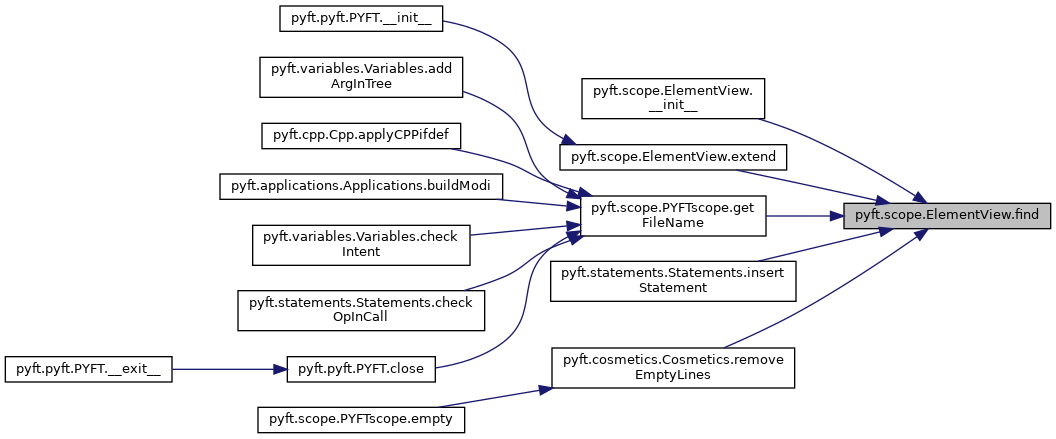 pyft.pyft.PYFT.__init__
pyft.variables.Variables.add
ArgInTree
pyft.scope.ElementView.
__init__
pyft.cpp.Cpp.applyCPPifdef
pyft.scope.ElementView.extend
pyft.applications.Applications.buildModi
pyft.scope.PYFTscope.get
FileName
pyft.scope.ElementView.find
pyft.variables.Variables.check
Intent
pyft.statements.Statements.insert
Statement
pyft.statements.Statements.check
OpInCall
pyft.pyft.PYFT.__exit__
pyft.pyft.PYFT.close
pyft.cosmetics.Cosmetics.remove
EmptyLines
pyft.scope.PYFTscope.empty